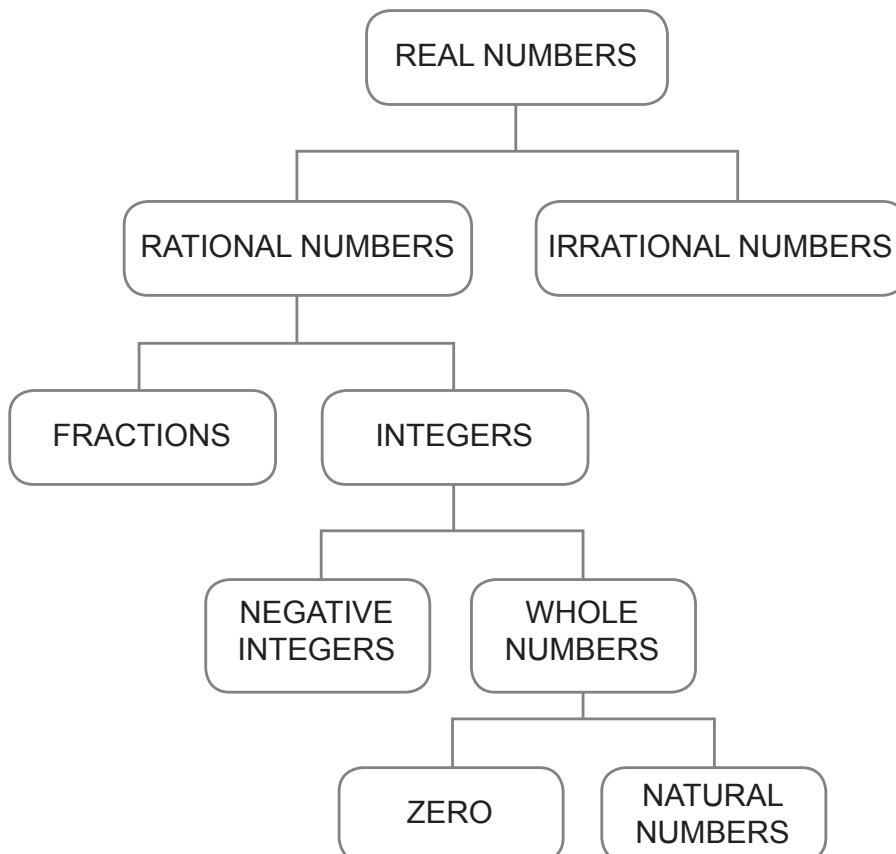 REAL NUMBERS
RATIONAL NUMBERS
IRRATIONAL NUMBERS
FRACTIONS
INTEGERS
NEGATIVE
INTEGERS
WHOLE
NUMBERS
ZERO
NATURAL
NUMBERS